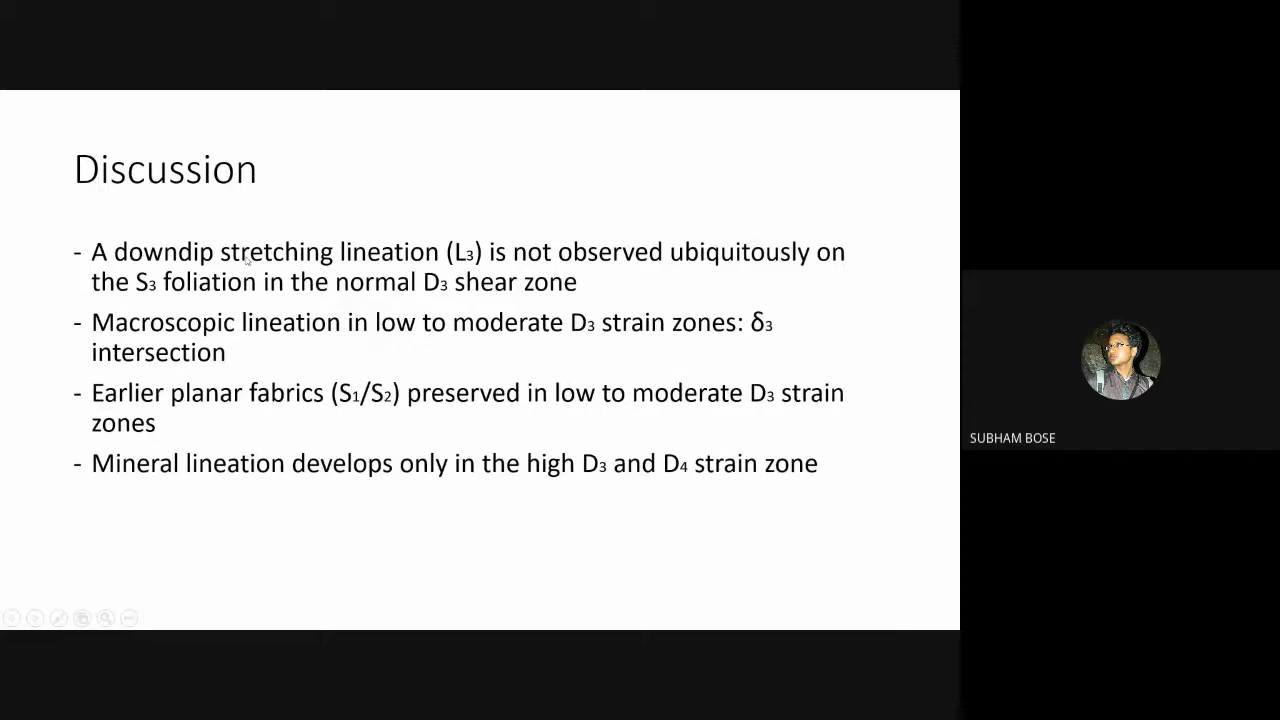 Discussion
- A downdip stretching lineation (L₃) is not observed ubiquitously on
the S₃ foliation in the normal D₃ shear zone
- Macroscopic lineation in low to moderate D₃ strain zones: δ₃
intersection
- Earlier planar fabrics (S₁/S₂) preserved in low to moderate D₃ strain
zones
- Mineral lineation develops only in the high D₃ and D₄ strain zone
SUBHAM BOSE